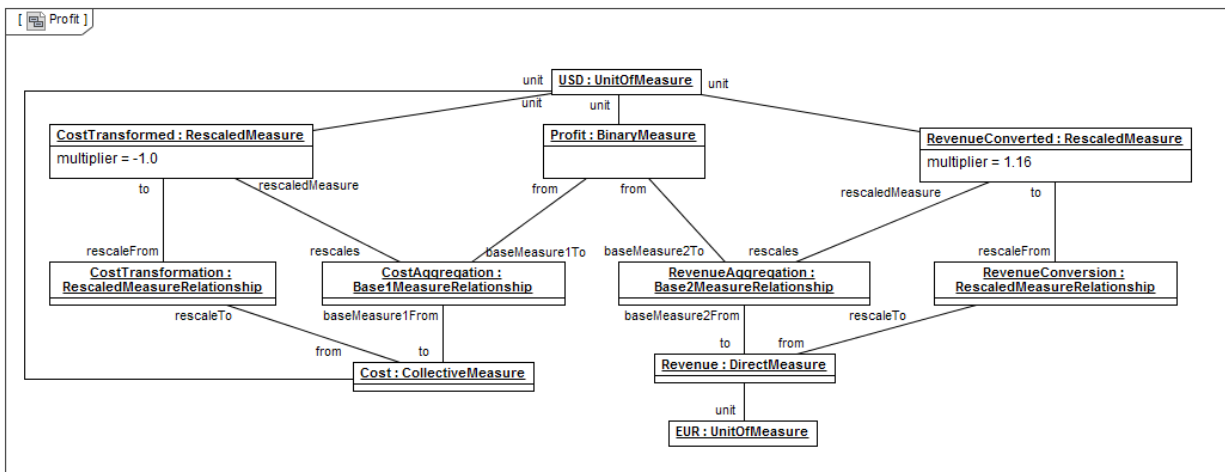 [ Profit ]
unit
USD : UnitOfMeasure
unit
unit
unit
CostTransformed : RescaledMeasure
multiplier = -1.0
Profit : BinaryMeasure
RevenueConverted : RescaledMeasure
multiplier = 1.16
to
rescaledMeasure
from
from
rescaledMeasure
to
rescaleFrom
rescales
baseMeasure1To
baseMeasure2To
rescales
rescaleFrom
CostTransformation :
RescaledMeasureRelationship
CostAggregation :
Base1MeasureRelationship
RevenueAggregation :
Base2MeasureRelationship
RevenueConversion :
RescaledMeasureRelationship
rescaleTo
baseMeasure1From
baseMeasure2From
rescaleTo
from
to
to
from
Cost : CollectiveMeasure
Revenue : DirectMeasure
unit
EUR : UnitOfMeasure